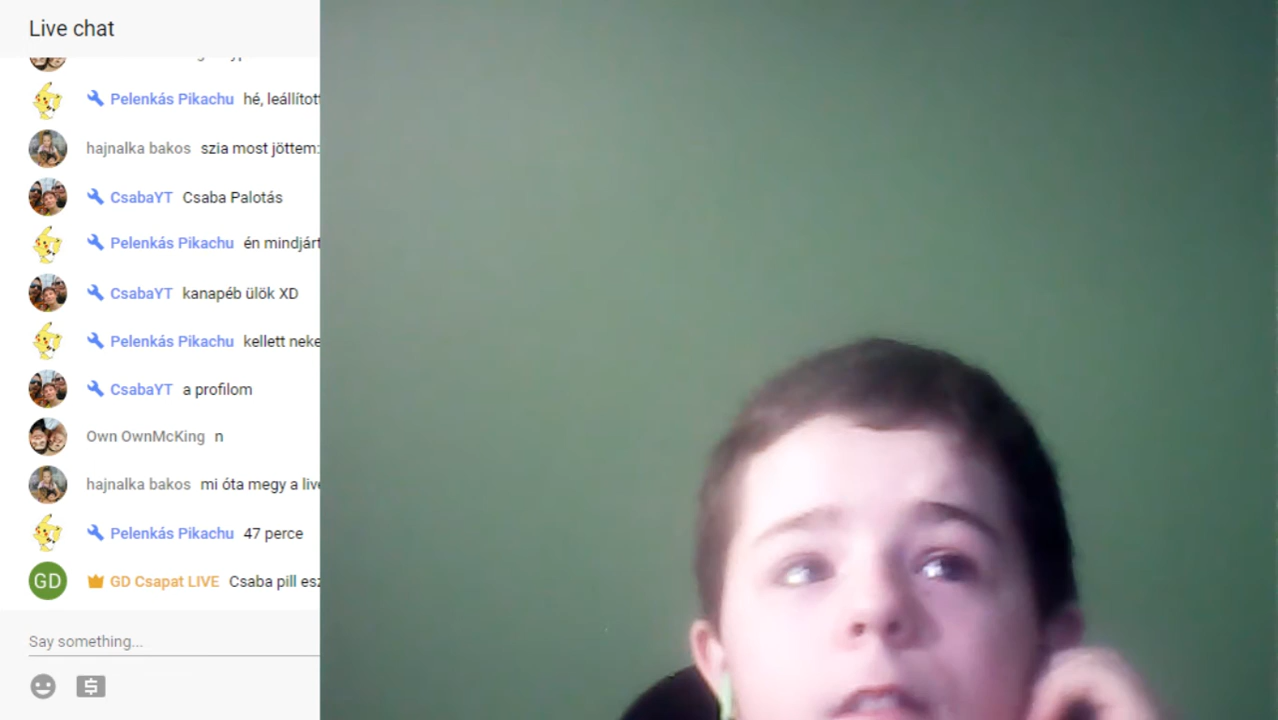 Live chat
Pelenkás Pikachu hé, leállított
hajnalka bakos szia most jöttem:
CsabaYT Csaba Palotás
Pelenkás Pikachu én mindjárt
CsabaYT kanapéb ülök XD
Pelenkás Pikachu kellett neke
CsabaYT a profilom
Own OwnMcKing n
hajnalka bakos mi óta megy a live
Pelenkás Pikachu 47 perce
GD GD Csapat LIVE Csaba pill esz
Say something...